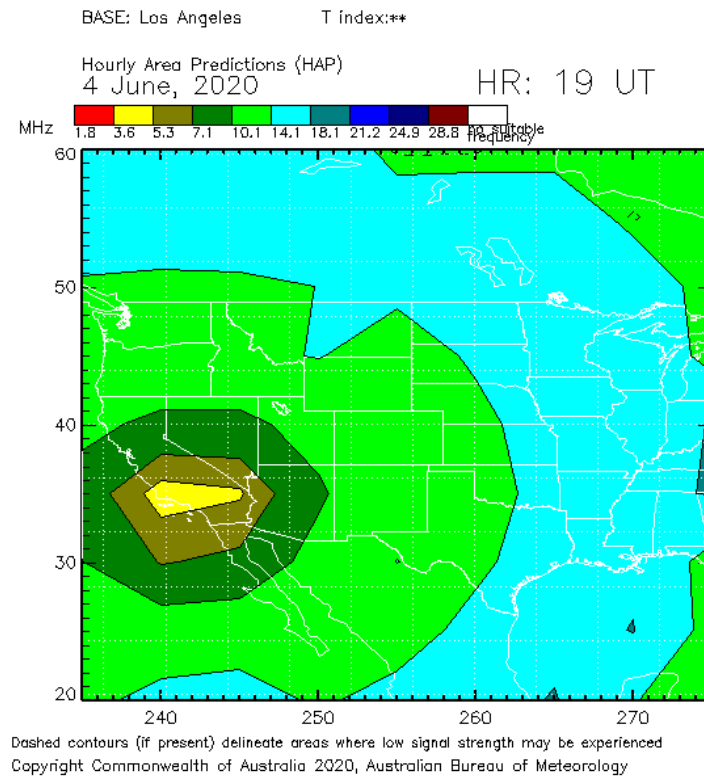 BASE: Los Angeles T index:**
Hourly Area Predictions (HAP)
4 June, 2020 HR: 19 UT
MHz 1.8 3.6 5.3 7.1 10.1 14.1 18.1 21.2 24.9 28.8 no suitable
frequency
60
50
40
30
20
240 250 260 270
Dashed contours (if present) delineate areas where low signal strength may be experienced
Copyright Commonwealth of Australia 2020, Australian Bureau of Meteorology